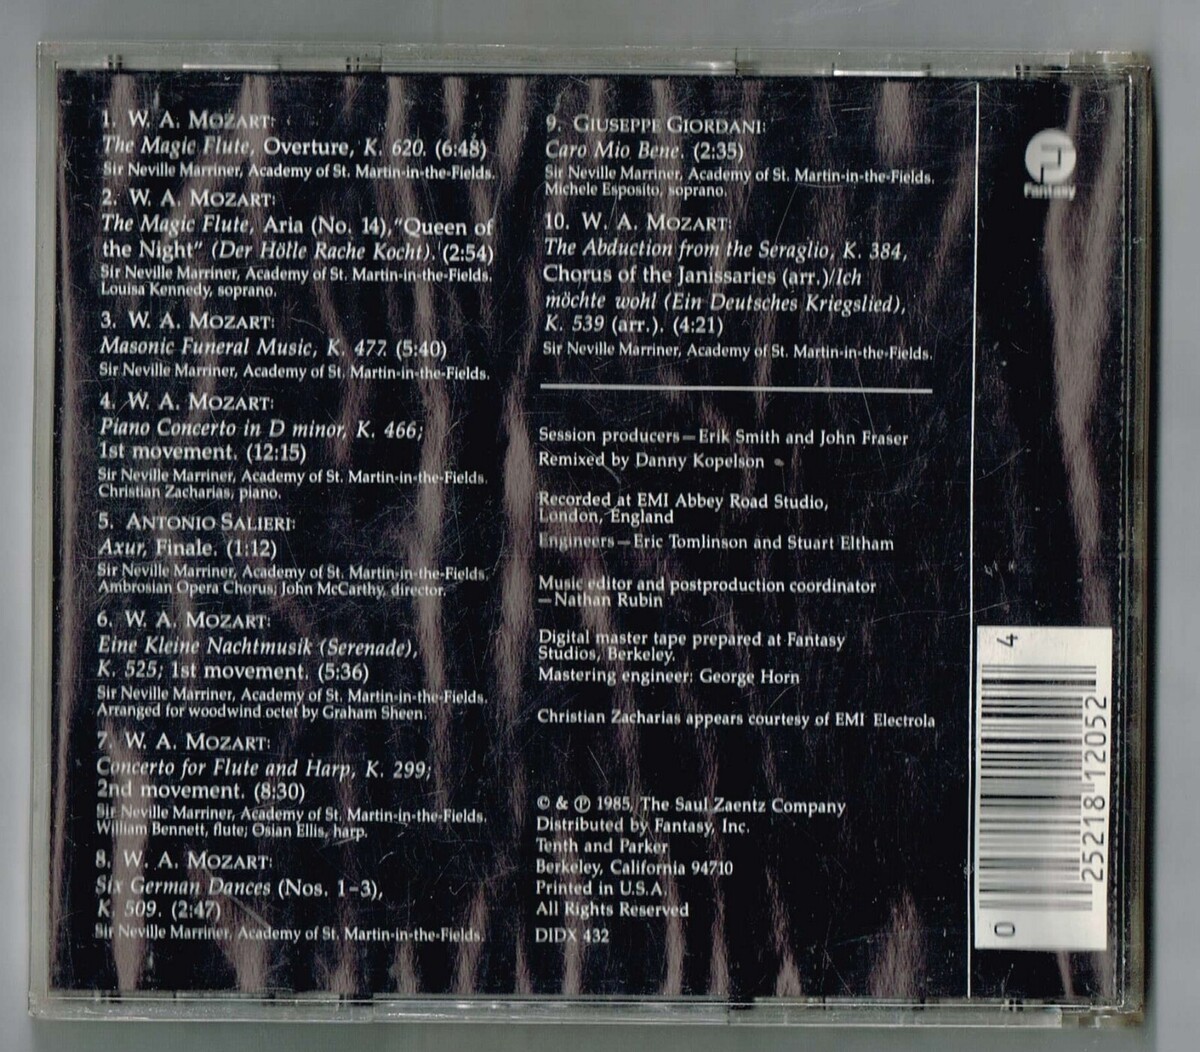 1. W. A. MOZART:
The Magic Flute, Overture, K. 620. (6:48)
Sir Neville Marriner, Academy of St. Martin-in-the-Fields.
2. W. A. MOZART:
The Magic Flute, Aria (No. 14), "Queen of
the Night" (Der Hölle Rache Kocht). (2:54)
Sir Neville Marriner, Academy of St. Martin-in-the-Fields.
Louisa Kennedy, soprano.
3. W. A. MOZART:
Masonic Funeral Music, K. 477. (5:40)
Sir Neville Marriner, Academy of St. Martin-in-the-Fields.
4. W. A. MOZART:
Piano Concerto in D minor, K. 466;
1st movement. (12:15)
Sir Neville Marriner, Academy of St. Martin-in-the-Fields.
Christian Zacharias, piano.
5. ANTONIO SALIERI:
Axur, Finale. (1:12)
Sir Neville Marriner, Academy of St. Martin-in-the-Fields.
Ambrosian Opera Chorus; John McCarthy, director.
6. W. A. MOZART:
Eine Kleine Nachtmusik (Serenade),
K. 525; 1st movement. (5:36)
Sir Neville Marriner, Academy of St. Martin-in-the-Fields.
Arranged for woodwind octet by Graham Sheen.
7. W. A. MOZART:
Concerto for Flute and Harp, K. 299;
2nd movement. (8:30)
Sir Neville Marriner, Academy of St. Martin-in-the-Fields.
William Bennett, flute; Osian Ellis, harp.
8. W. A. MOZART:
Six German Dances (Nos. 1-3),
K. 509. (2:47)
Sir Neville Marriner, Academy of St. Martin-in-the-Fields.
9. GIUSEPPE GIORDANI:
Caro Mio Bene. (2:35)
Sir Neville Marriner, Academy of St. Martin-in-the-Fields.
Michele Esposito, soprano.
10. W. A. MOZART:
The Abduction from the Seraglio, K. 384,
Chorus of the Janissaries (arr.)/Ich
möchte wohl (Ein Deutsches Kriegslied),
K. 539 (arr.). (4:21)
Sir Neville Marriner, Academy of St. Martin-in-the-Fields.
Session producers—Erik Smith and John Fraser
Remixed by Danny Kopelson
Recorded at EMI Abbey Road Studio,
London, England
Engineers—Eric Tomlinson and Stuart Eltham
Music editor and postproduction coordinator
—Nathan Rubin
Digital master tape prepared at Fantasy
Studios, Berkeley.
Mastering engineer: George Horn
Christian Zacharias appears courtesy of EMI Electrola
© & ℗ 1985, The Saul Zaentz Company
Distributed by Fantasy, Inc.
Tenth and Parker
Berkeley, California 94710
Printed in U.S.A.
All Rights Reserved
DIDX 432
Fantasy
0 25218 12052 4